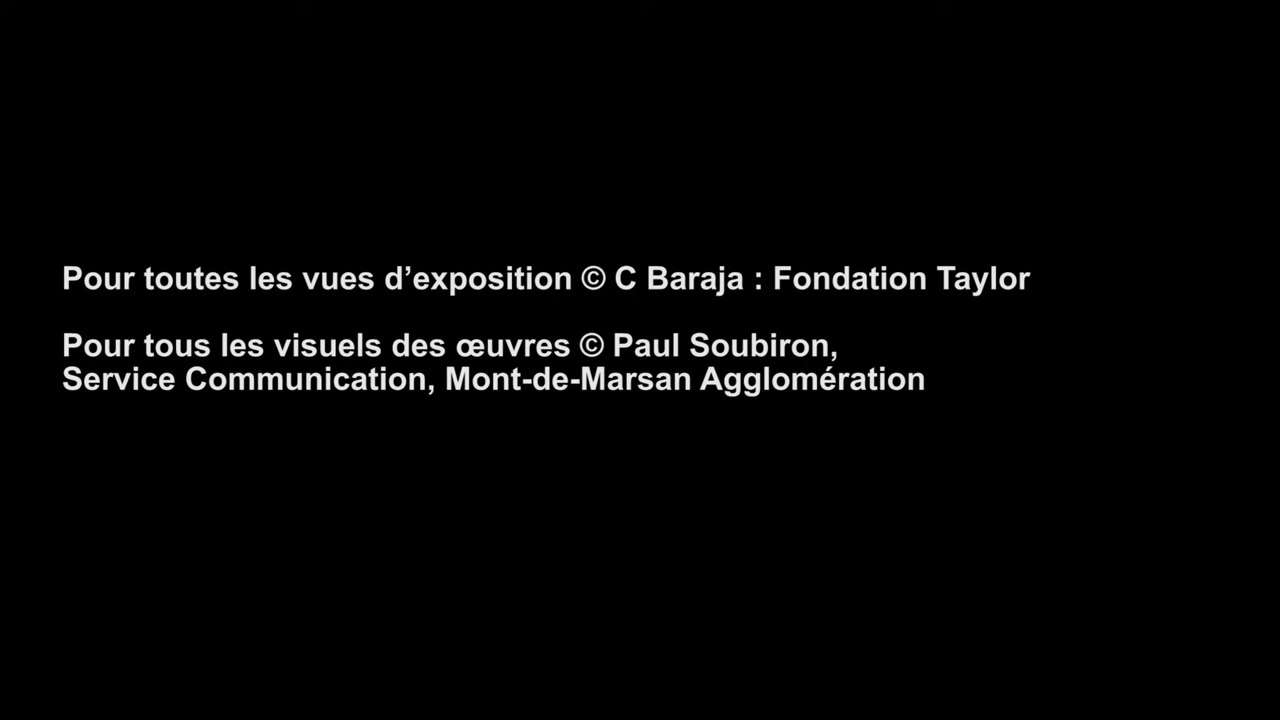 Pour toutes les vues d’exposition © C Baraja : Fondation Taylor
Pour tous les visuels des œuvres © Paul Soubiron,
Service Communication, Mont-de-Marsan Agglomération